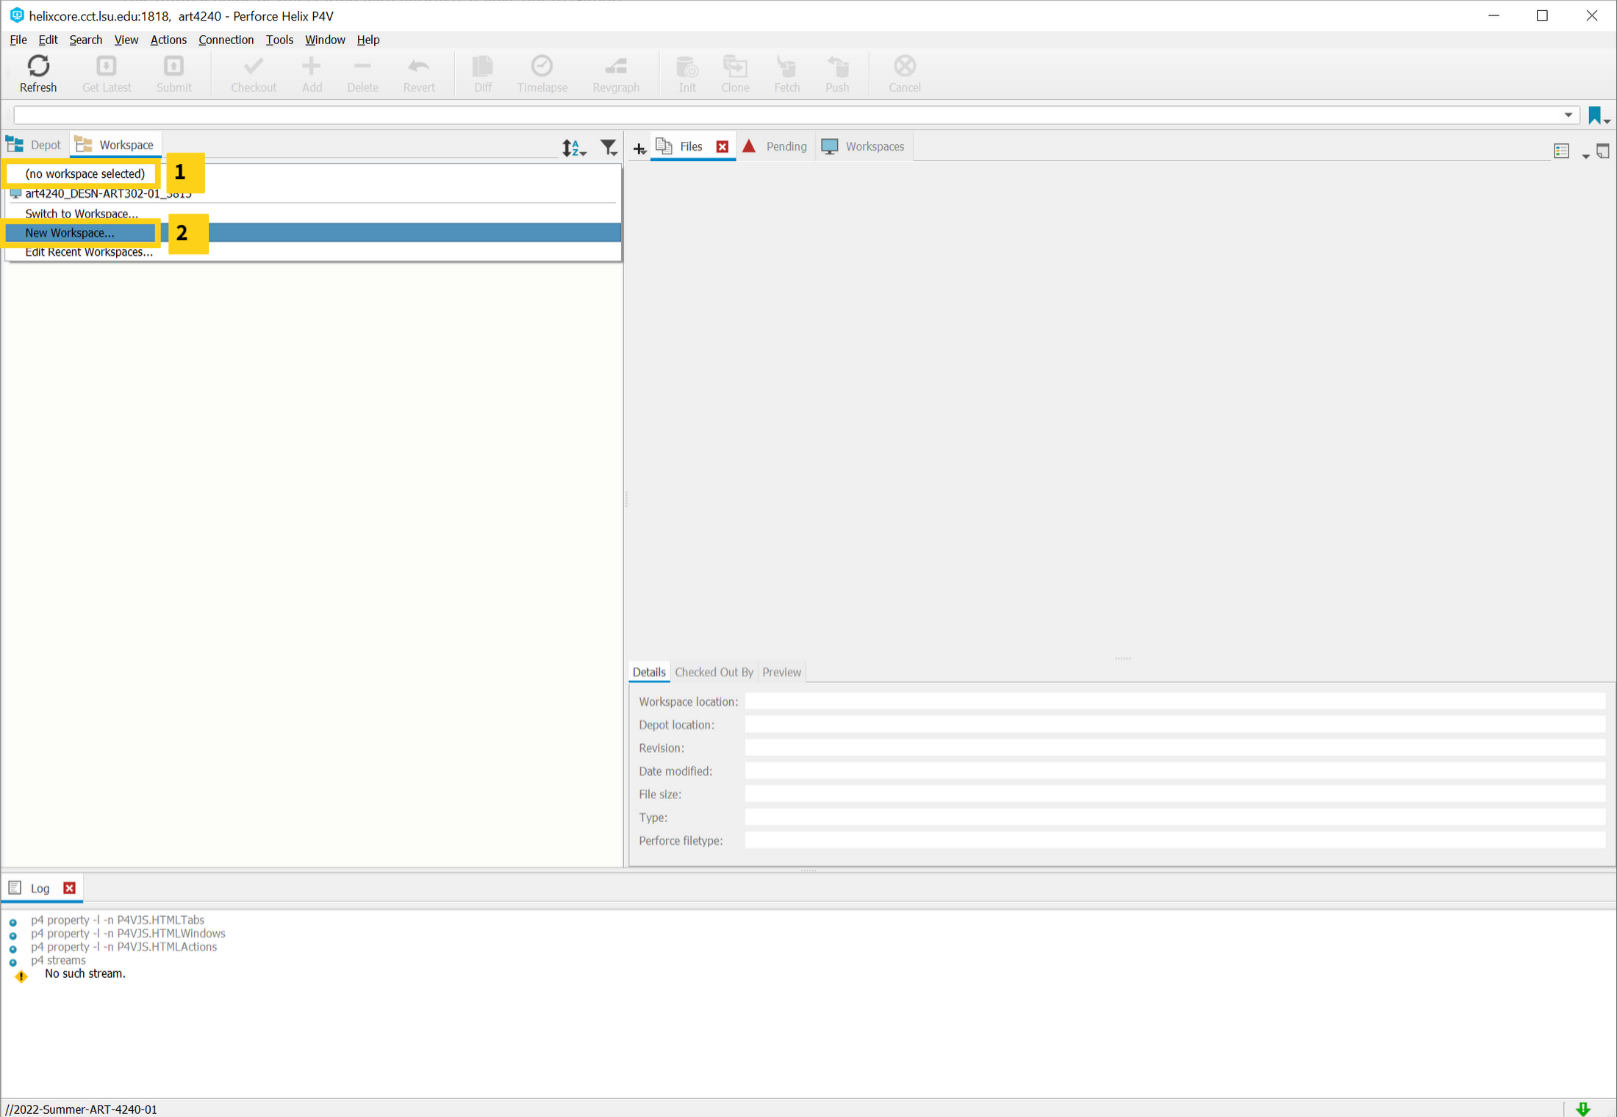 helixcore.cct.lsu.edu:1818, art4240 - Perforce Helix P4V
File Edit Search View Actions Connection Tools Window Help
Refresh Get Latest Submit Checkout Add Delete Revert Diff Timelapse Revgraph Init Clone Fetch Push Cancel
Depot Workspace
Files Pending Workspaces
(no workspace selected) 1
art4240_DESN-ART302-01_3815
Switch to Workspace...
New Workspace... 2
Edit Recent Workspaces...
Details Checked Out By Preview
Workspace location:
Depot location:
Revision:
Date modified:
File size:
Type:
Perforce filetype:
Log
p4 property -l -n P4VJS.HTMLTabs
p4 property -l -n P4VJS.HTMLWindows
p4 property -l -n P4VJS.HTMLActions
p4 streams
No such stream.
//2022-Summer-ART-4240-01